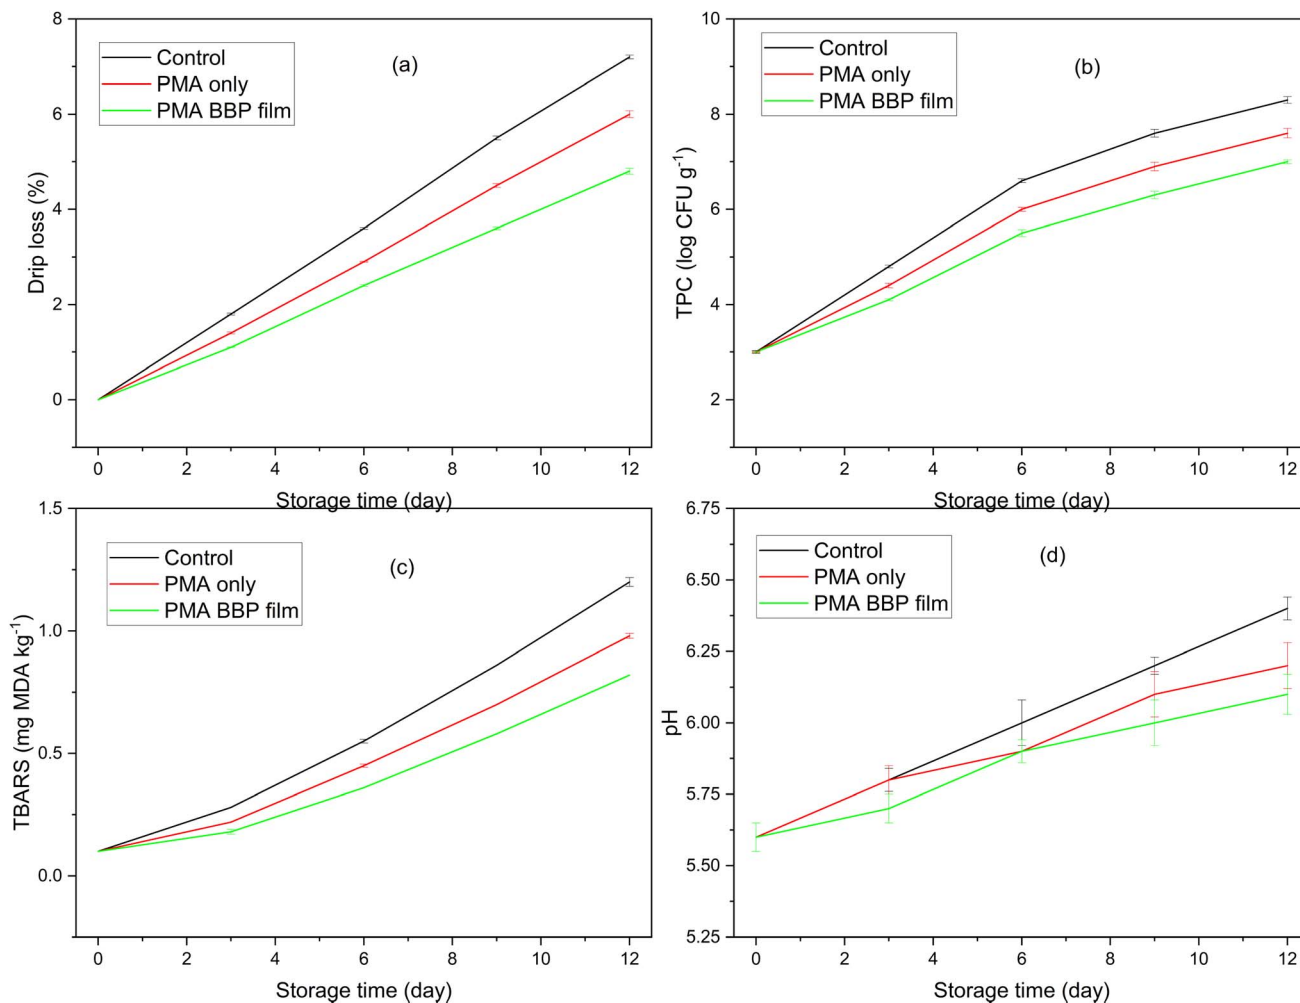 8
6
4
2
0
Drip loss (%)
Control
PMA only
PMA BBP film
(a)
0 2 4 6 8 10 12
Storage time (day)
10
8
6
4
2
TPC (log CFU g⁻¹)
Control
PMA only
PMA BBP film
(b)
0 2 4 6 8 10 12
Storage time (day)
1.5
1.0
0.5
0.0
TBARS (mg MDA kg⁻¹)
Control
PMA only
PMA BBP film
(c)
0 2 4 6 8 10 12
Storage time (day)
6.75
6.50
6.25
6.00
5.75
5.50
5.25
pH
Control
PMA only
PMA BBP film
(d)
0 2 4 6 8 10 12
Storage time (day)